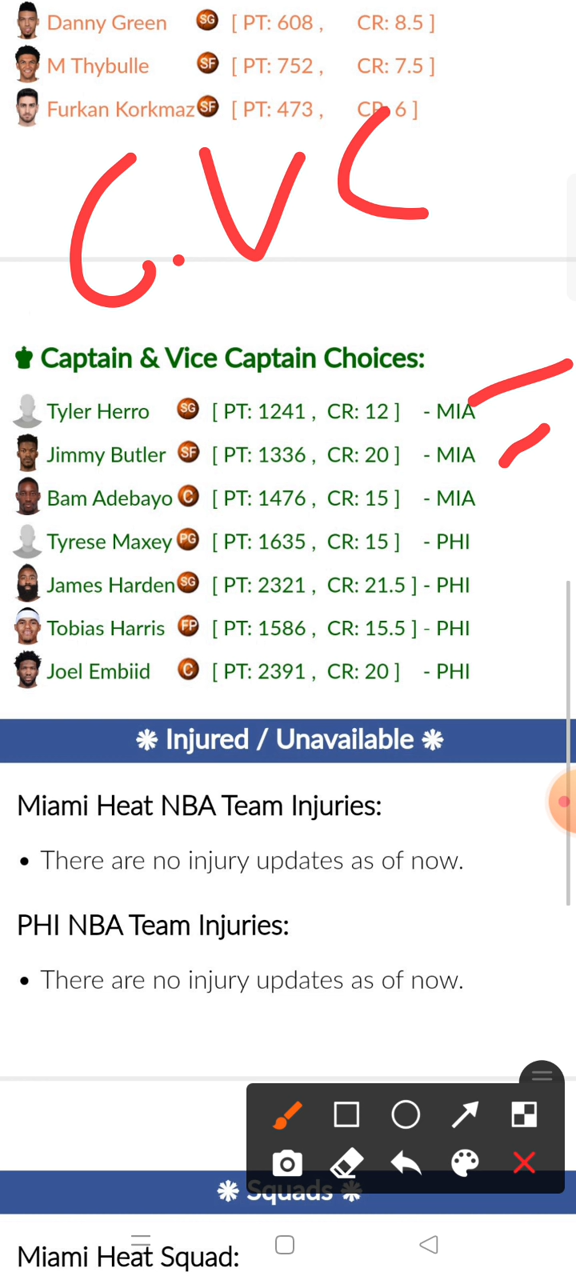 Danny Green SG [ PT: 608 , CR: 8.5 ]
M Thybulle SF [ PT: 752 , CR: 7.5 ]
Furkan Korkmaz SF [ PT: 473 , CR: 6 ]
C.VC
Captain & Vice Captain Choices:
Tyler Herro SG [ PT: 1241 , CR: 12 ] - MIA
Jimmy Butler SF [ PT: 1336 , CR: 20 ] - MIA
Bam Adebayo C [ PT: 1476 , CR: 15 ] - MIA
Tyrese Maxey PG [ PT: 1635 , CR: 15 ] - PHI
James Harden SG [ PT: 2321 , CR: 21.5 ] - PHI
Tobias Harris FP [ PT: 1586 , CR: 15.5 ] - PHI
Joel Embiid C [ PT: 2391 , CR: 20 ] - PHI
Injured / Unavailable
Miami Heat NBA Team Injuries:
• There are no injury updates as of now.
PHI NBA Team Injuries:
• There are no injury updates as of now.
Squads
Miami Heat Squad: